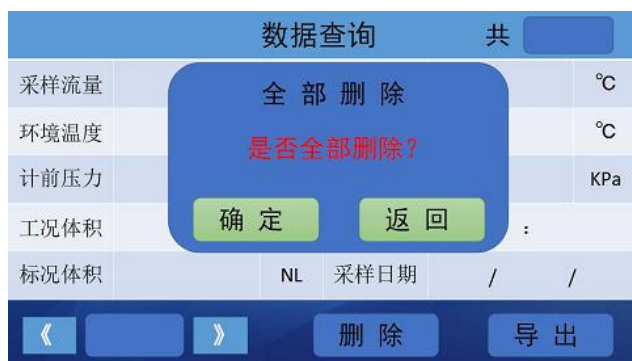 数据查询 共
采样流量 ℃
全部删除
环境温度 ℃
是否全部删除？
计前压力 KPa
确定 返回
工况体积 ：
标况体积 NL 采样日期 / /
《 》 删除 导出